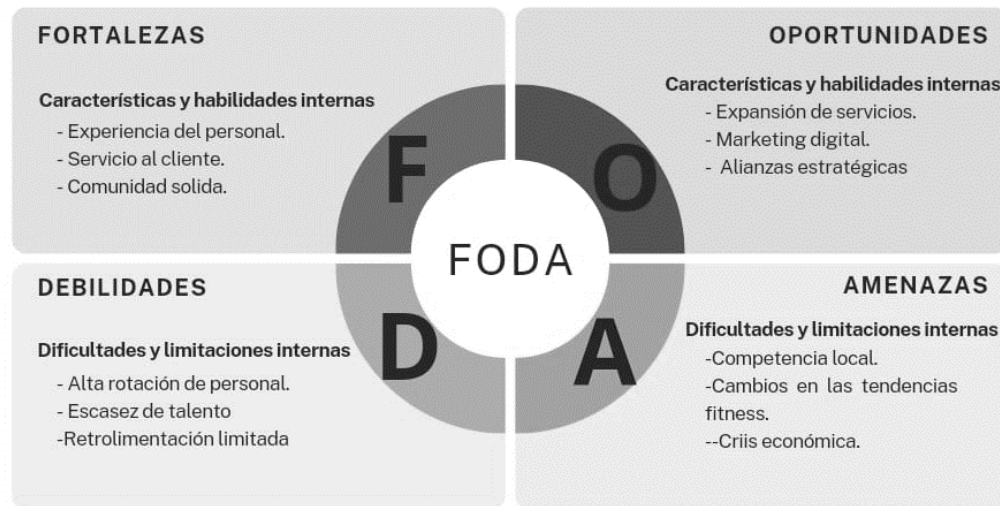 FORTALEZAS
Características y habilidades internas
- Experiencia del personal.
- Servicio al cliente.
- Comunidad solida.
OPORTUNIDADES
Características y habilidades internas
- Expansión de servicios.
- Marketing digital.
- Alianzas estratégicas
F
O
FODA
D
A
DEBILIDADES
Dificultades y limitaciones internas
- Alta rotación de personal.
- Escasez de talento
-Retrolimentación limitada
AMENAZAS
Dificultades y limitaciones internas
-Competencia local.
-Cambios en las tendencias
fitness.
--Criis económica.